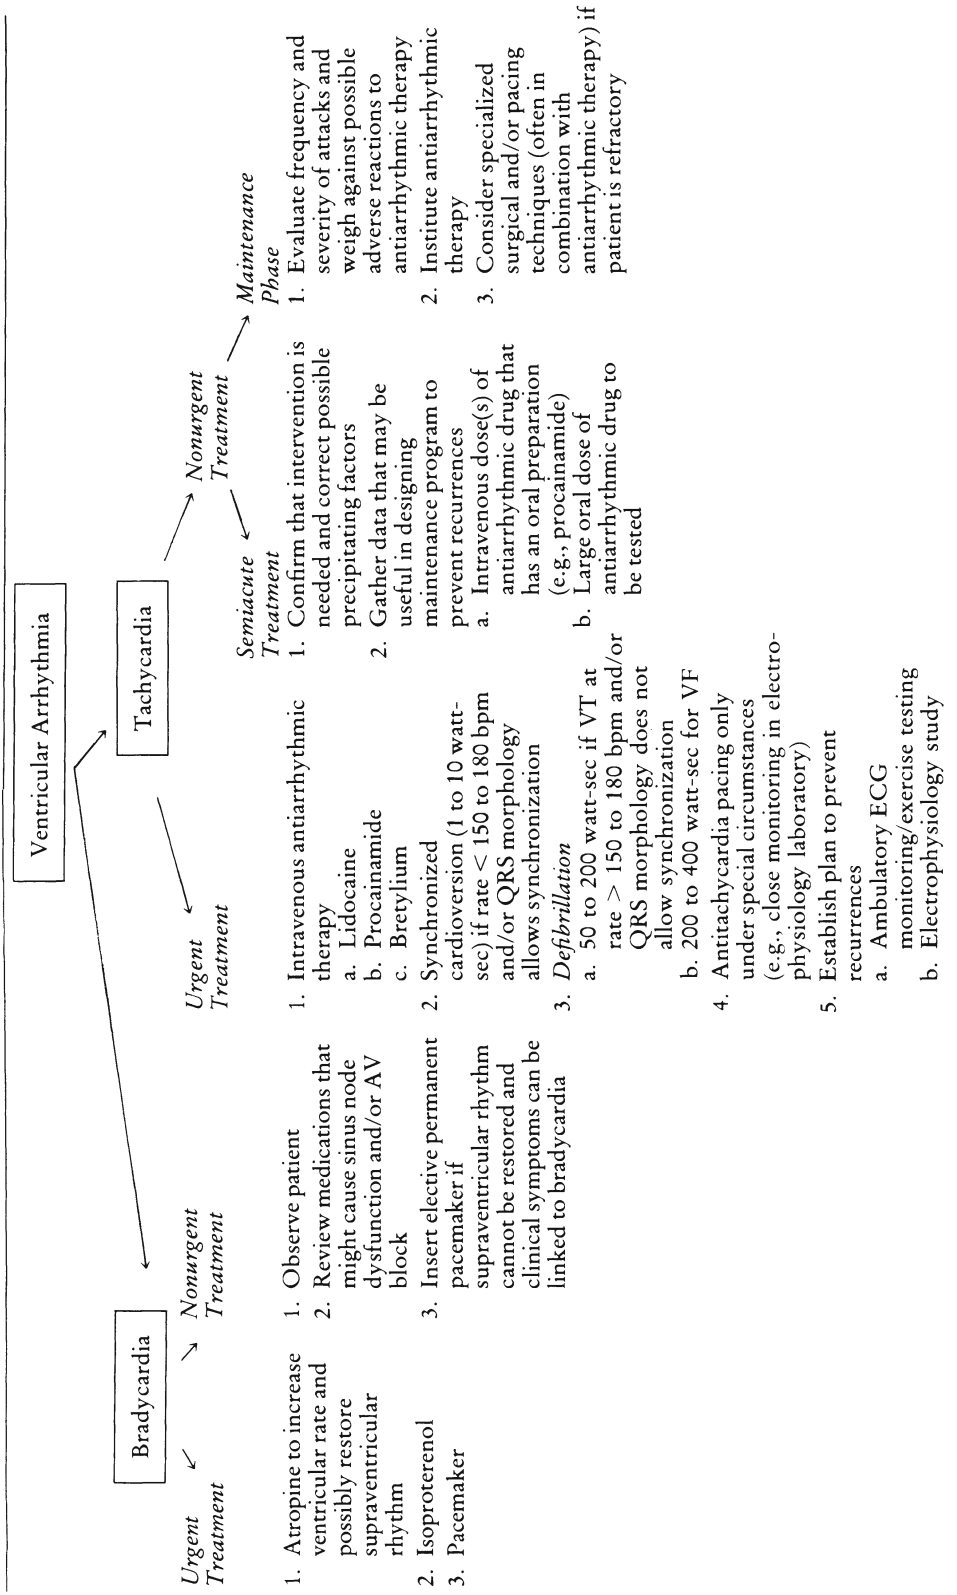 Ventricular Arrhythmia
Bradycardia
Urgent
Treatment
1. Atropine to increase
ventricular rate and
possibly restore
supraventricular
rhythm
2. Isoproterenol
3. Pacemaker
Nonurgent
Treatment
1. Observe patient
2. Review medications that
might cause sinus node
dysfunction and/or AV
block
3. Insert elective permanent
pacemaker if
supraventricular rhythm
cannot be restored and
clinical symptoms can be
linked to bradycardia
Tachycardia
Urgent
Treatment
1. Intravenous antiarrhythmic
therapy
a. Lidocaine
b. Procainamide
c. Bretylium
2. Synchronized
cardioversion (1 to 10 watt-
sec) if rate < 150 to 180 bpm
and/or QRS morphology
allows synchronization
3. Defibrillation
a. 50 to 200 watt-sec if VT at
rate > 150 to 180 bpm and/or
QRS morphology does not
allow synchronization
b. 200 to 400 watt-sec for VF
4. Antitachycardia pacing only
under special circumstances
(e.g., close monitoring in electro-
physiology laboratory)
5. Establish plan to prevent
recurrences
a. Ambulatory ECG
monitoring/exercise testing
b. Electrophysiology study
Nonurgent
Treatment
Semiacute
Treatment
1. Confirm that intervention is
needed and correct possible
precipitating factors
2. Gather data that may be
useful in designing
maintenance program to
prevent recurrences
a. Intravenous dose(s) of
antiarrhythmic drug that
has an oral preparation
(e.g., procainamide)
b. Large oral dose of
antiarrhythmic drug to
be tested
Maintenance
Phase
1. Evaluate frequency and
severity of attacks and
weigh against possible
adverse reactions to
antiarrhythmic therapy
2. Institute antiarrhythmic
therapy
3. Consider specialized
surgical and/or pacing
techniques (often in
combination with
antiarrhythmic therapy) if
patient is refractory